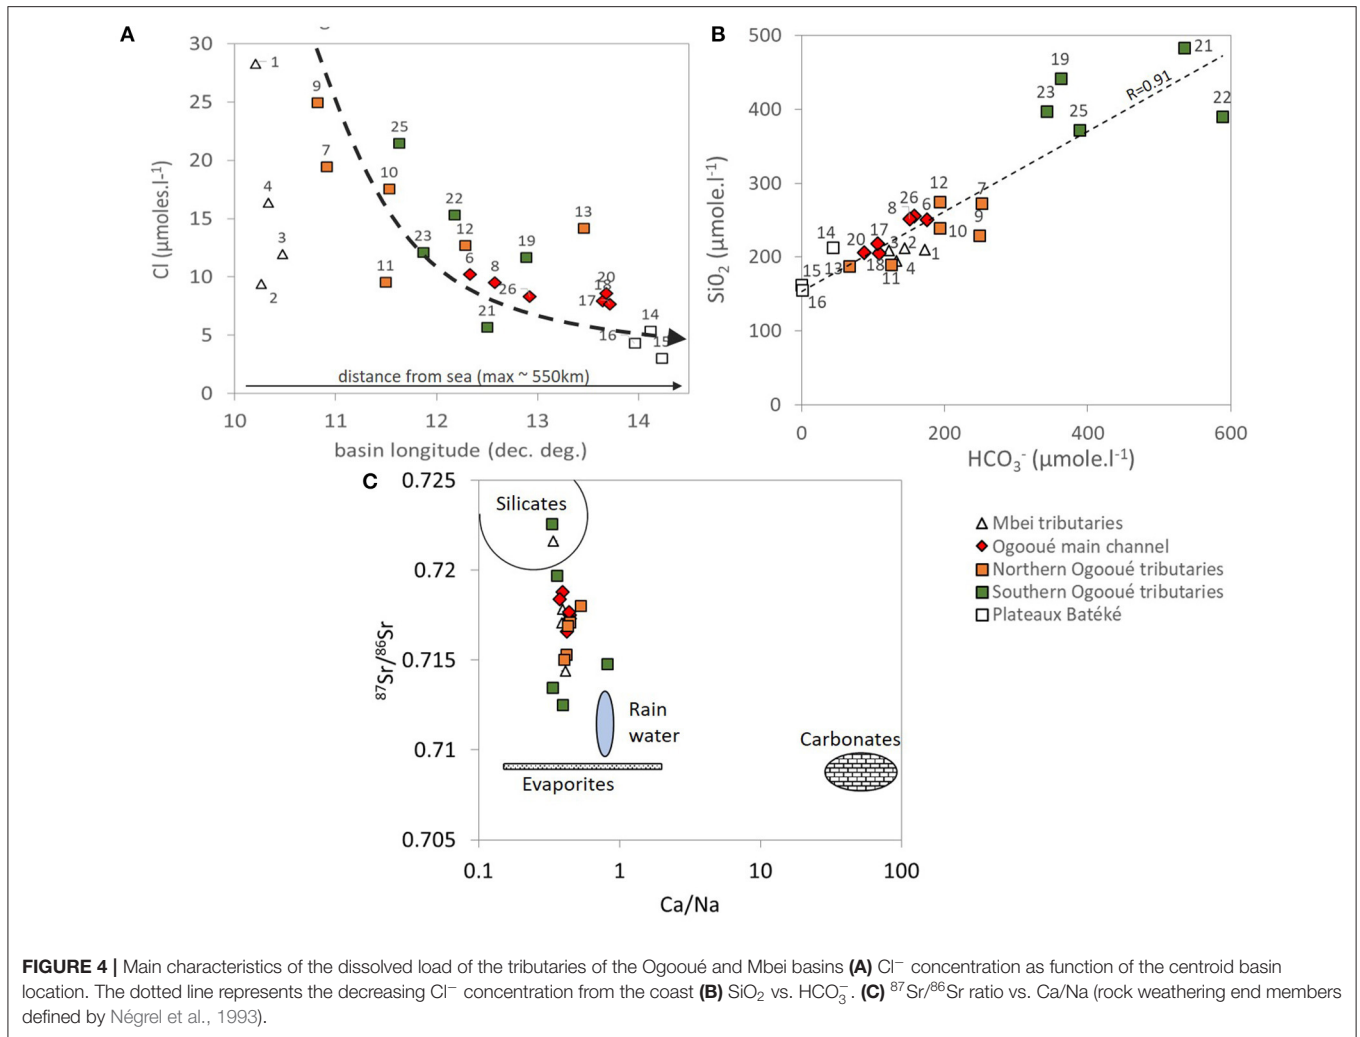 A
30
25
20
15
10
5
0
Cl (µmoles.l⁻¹)
1
9
25
7
10
4
22
13
12
3
23
19
6
8
11
2
26
20
18
17
21
14
16
15
distance from sea (max ~ 550km)
10 11 12 13 14
basin longitude (dec. deg.)
B
500
400
300
200
100
0
SiO₂ (µmole.l⁻¹)
21
19
R=0.91
23
22
25
12
7
26
6
8
9
17
10
14
20
3
2
1
15
13
18
4
11
16
0 200 400 600
HCO₃⁻ (µmole.l⁻¹)
C
0.725
0.72
0.715
0.71
0.705
⁸⁷Sr/⁸⁶Sr
Silicates
Rain
water
Evaporites
Carbonates
0.1 1 10 100
Ca/Na
Mbei tributaries
Ogooué main channel
Northern Ogooué tributaries
Southern Ogooué tributaries
Plateaux Batéké
FIGURE 4 | Main characteristics of the dissolved load of the tributaries of the Ogooué and Mbei basins (A) Cl⁻ concentration as function of the centroid basin
location. The dotted line represents the decreasing Cl⁻ concentration from the coast (B) SiO₂ vs. HCO₃⁻. (C) ⁸⁷Sr/⁸⁶Sr ratio vs. Ca/Na (rock weathering end members
defined by Négrel et al., 1993).